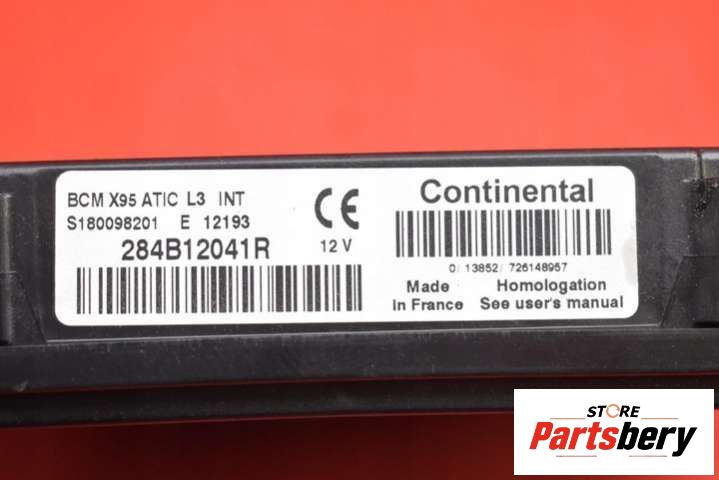 BCM X95 ATIC L3 INT
S180098201 E 12193
284B12041R
12 V
CE
Continental
0/ 13852/ 726148967
Made In France
Homologation See user's manual
STORE
Partsbery